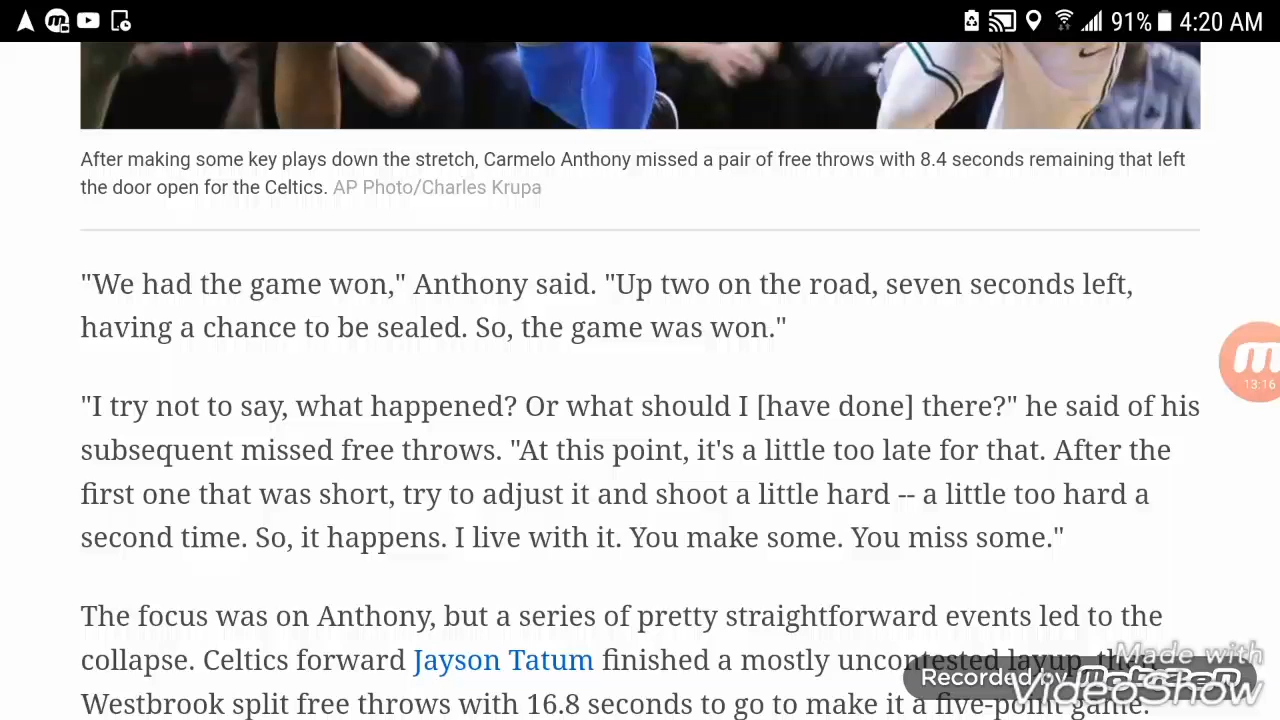 91% 4:20 AM
After making some key plays down the stretch, Carmelo Anthony missed a pair of free throws with 8.4 seconds remaining that left
the door open for the Celtics. AP Photo/Charles Krupa
"We had the game won," Anthony said. "Up two on the road, seven seconds left,
having a chance to be sealed. So, the game was won."
13:16
"I try not to say, what happened? Or what should I [have done] there?" he said of his
subsequent missed free throws. "At this point, it's a little too late for that. After the
first one that was short, try to adjust it and shoot a little hard -- a little too hard a
second time. So, it happens. I live with it. You make some. You miss some."
The focus was on Anthony, but a series of pretty straightforward events led to the
collapse. Celtics forward Jayson Tatum finished a mostly uncontested layup, then
Made with
Recorded by
VideoShow
Westbrook split free throws with 16.8 seconds to go to make it a five-point game.